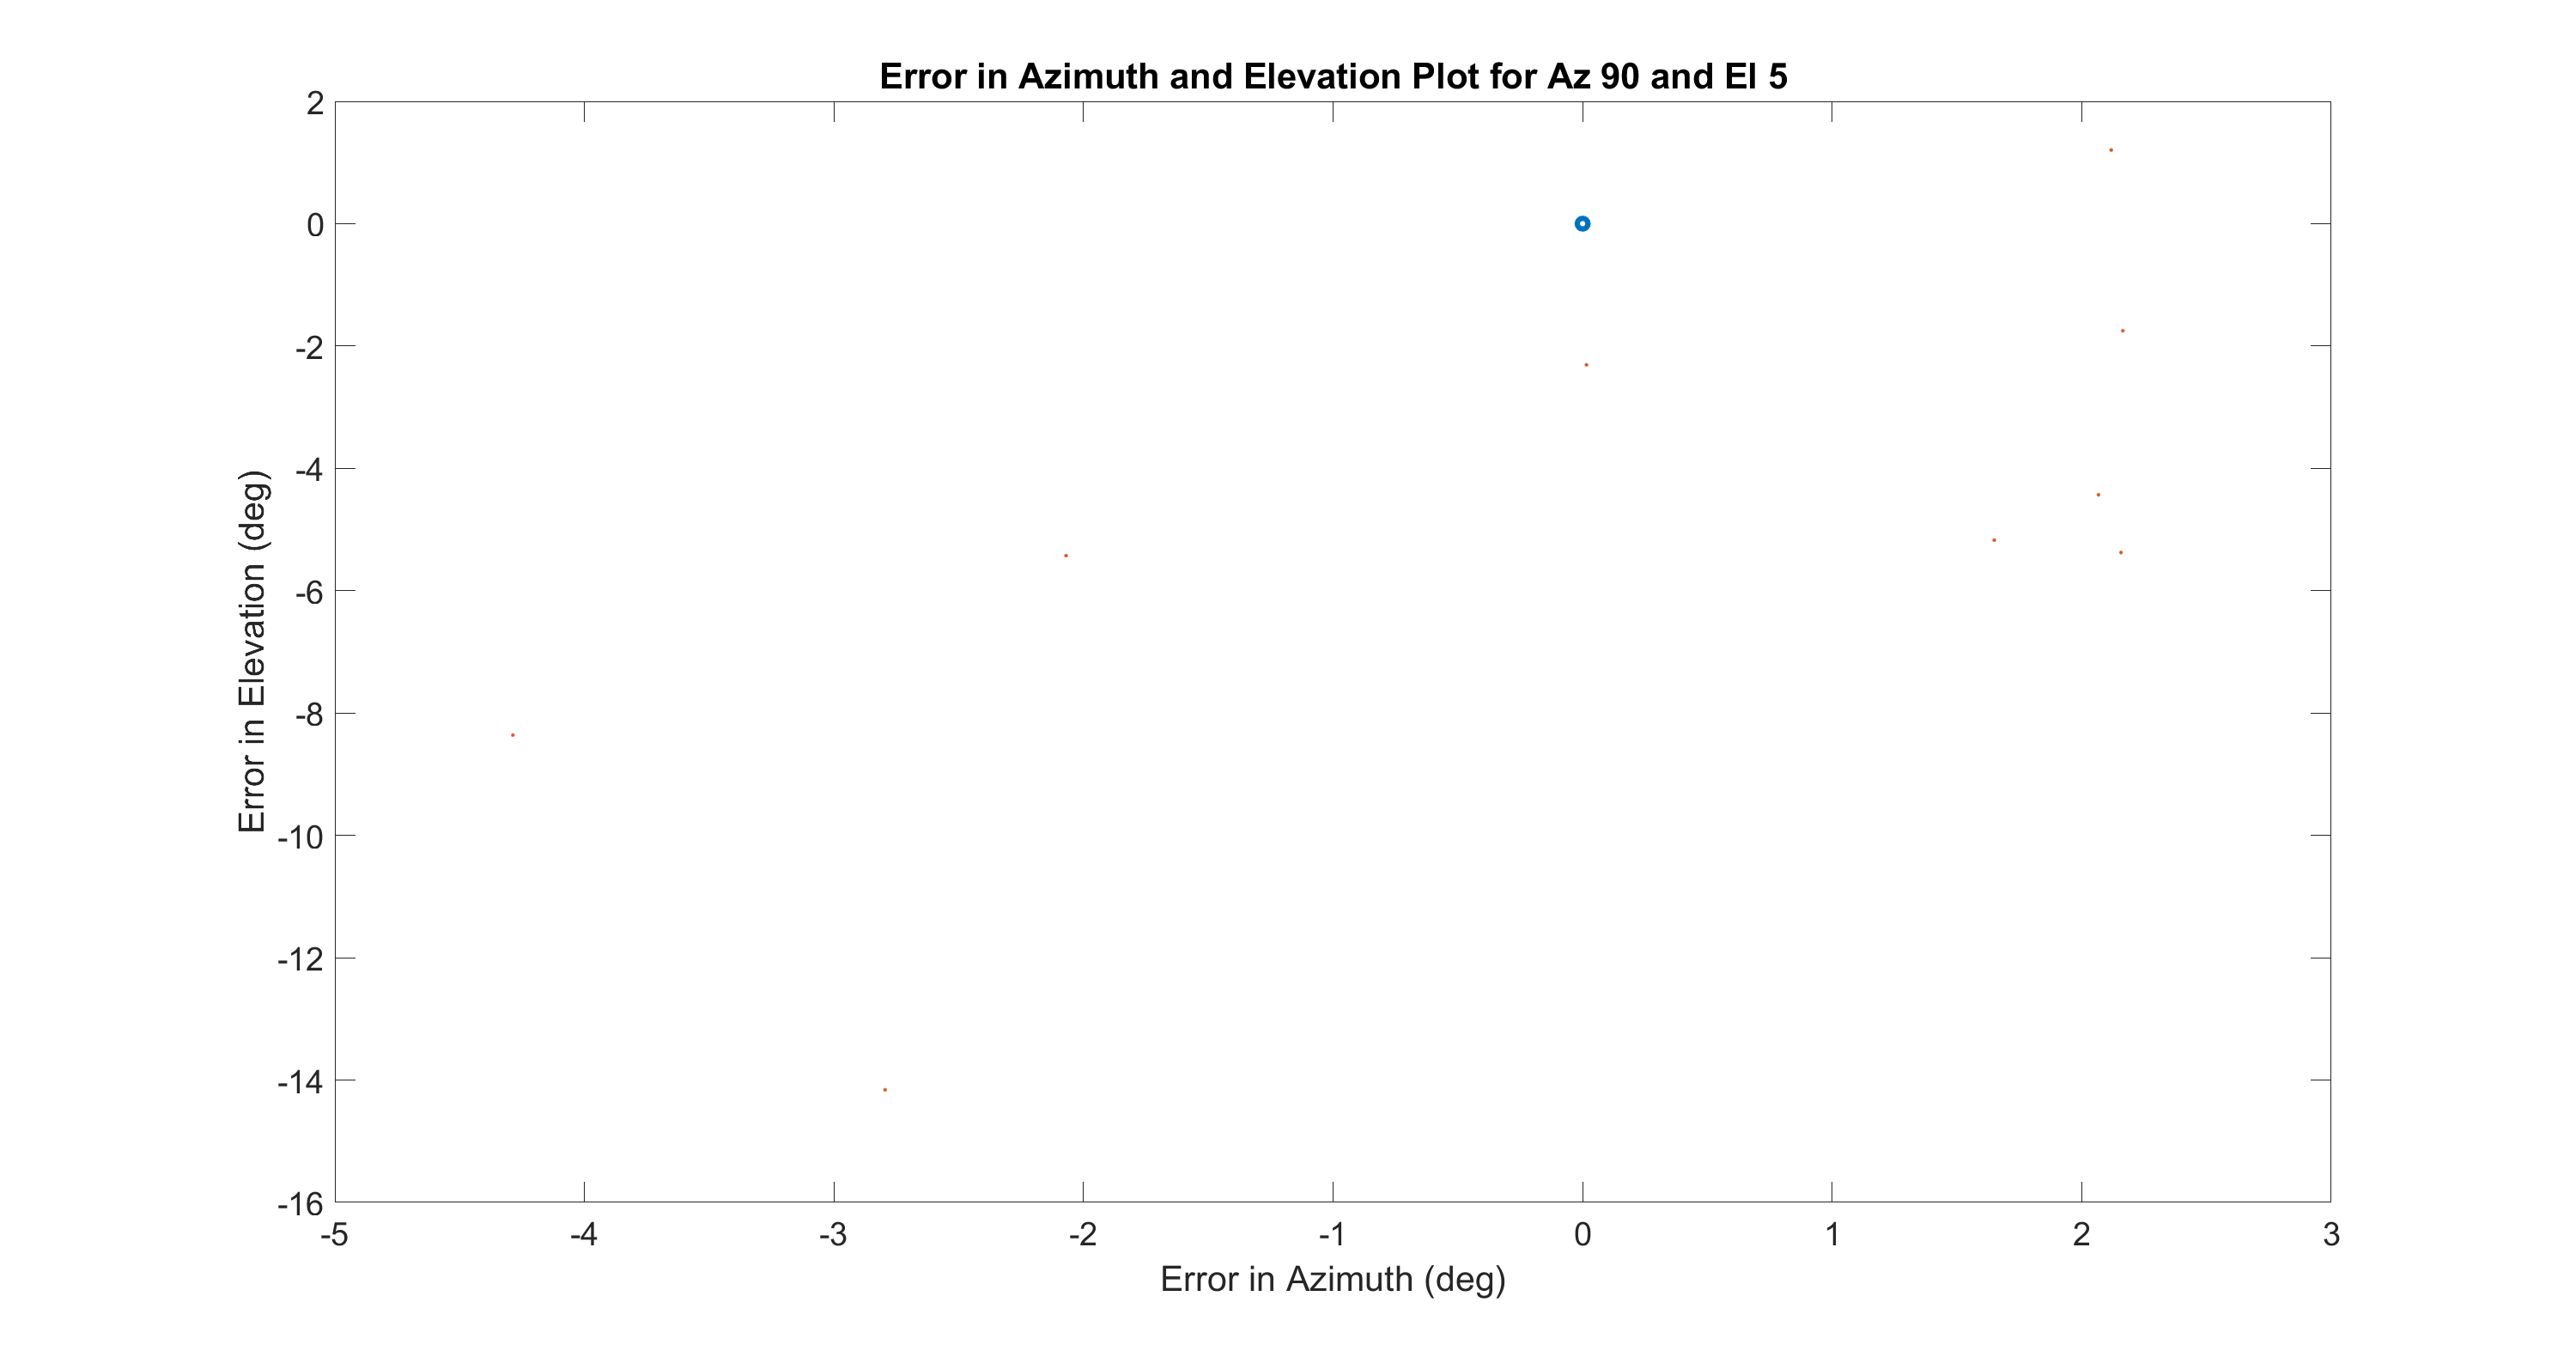 Error in Azimuth and Elevation Plot for Az 90 and El 5
2
0
-2
-4
-6
-8
-10
-12
-14
-16
Error in Elevation (deg)
-5 -4 -3 -2 -1 0 1 2 3
Error in Azimuth (deg)